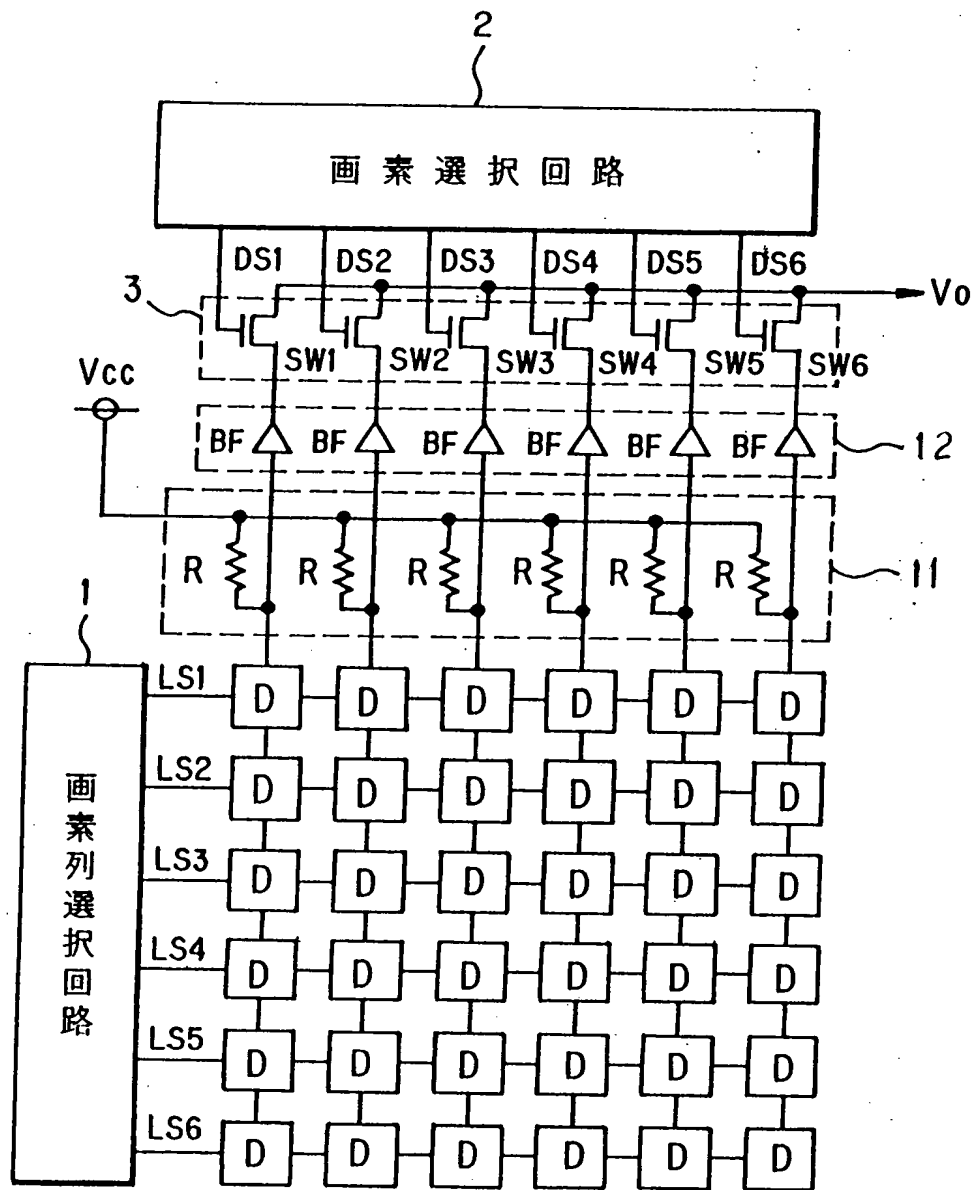 2
画素選択回路
DS1 DS2 DS3 DS4 DS5 DS6
3
Vo
SW1 SW2 SW3 SW4 SW5 SW6
Vcc
BF BF BF BF BF BF
12
R R R R R R
11
1
画素列選択回路
LS1
D D D D D D
LS2
D D D D D D
LS3
D D D D D D
LS4
D D D D D D
LS5
D D D D D D
LS6
D D D D D D